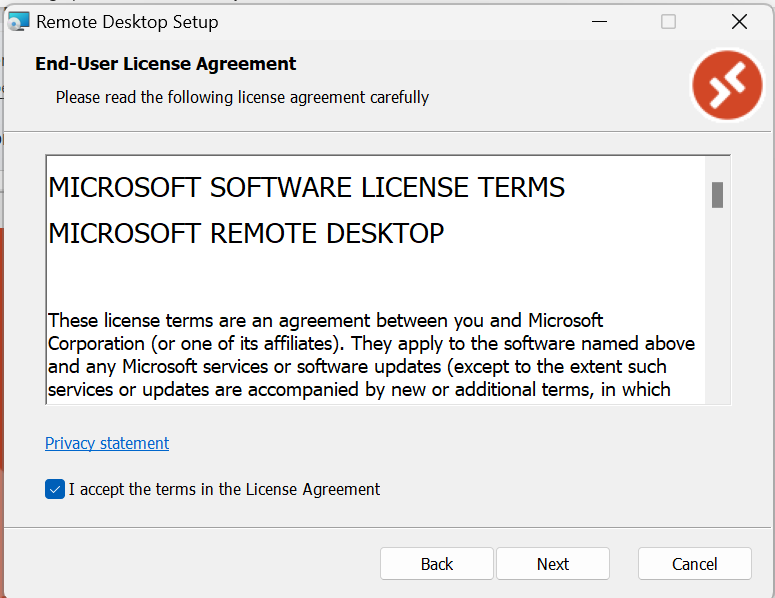 Remote Desktop Setup
End-User License Agreement
Please read the following license agreement carefully
MICROSOFT SOFTWARE LICENSE TERMS
MICROSOFT REMOTE DESKTOP
These license terms are an agreement between you and Microsoft
Corporation (or one of its affiliates). They apply to the software named above
and any Microsoft services or software updates (except to the extent such
services or updates are accompanied by new or additional terms, in which
Privacy statement
I accept the terms in the License Agreement
Back
Next
Cancel